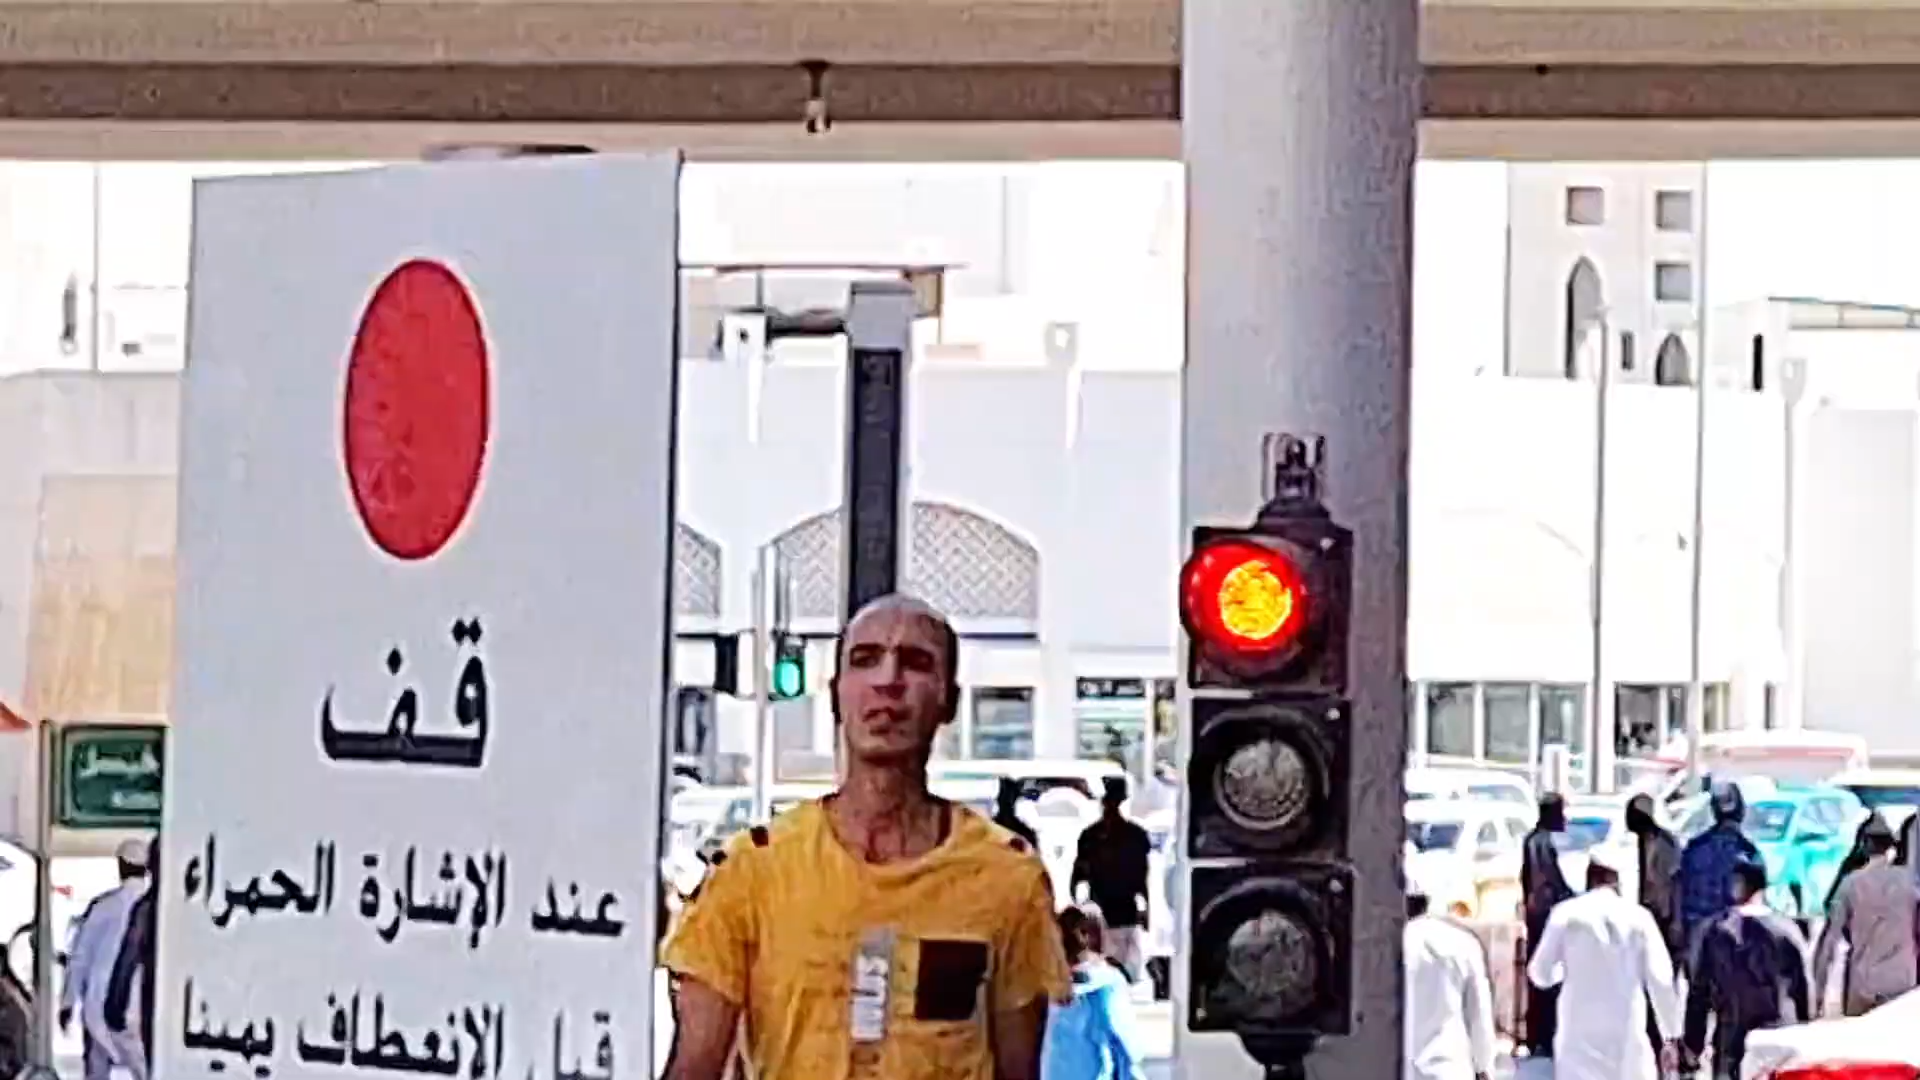 قف
عند الإشارة الحمراء
قبل الانعطاف يمينا